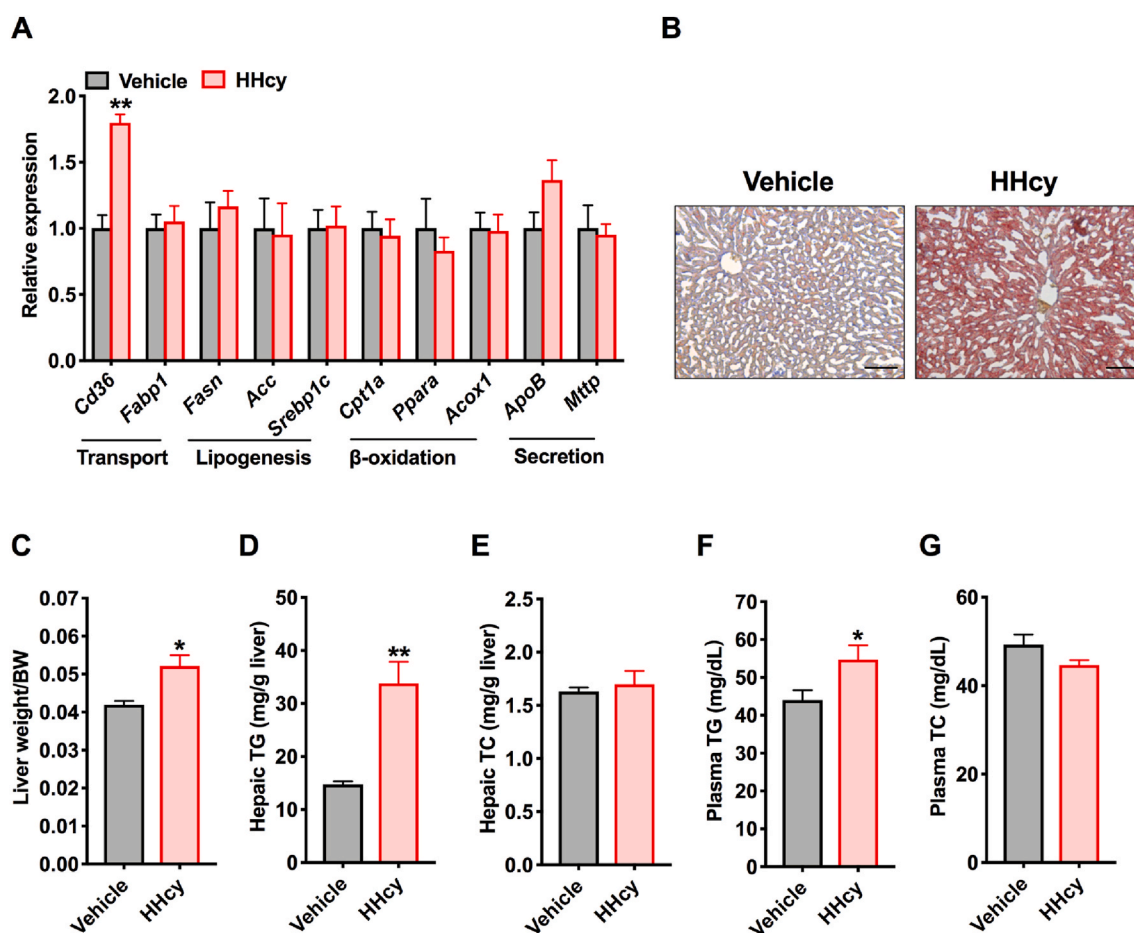 A
B
Vehicle HHcy
Relative expression
2.0
1.5
1.0
0.5
0.0
**
Cd36 Fabp1 Fasn Acc Srebp1c Cpt1a Ppara Acox1 ApoB Mttp
Transport Lipogenesis β-oxidation Secretion
Vehicle HHcy
C
Liver weight/BW
0.07
0.06
0.05
0.04
0.03
0.02
0.01
0.00
*
Vehicle HHcy
D
Hepaic TG (mg/g liver)
50
40
30
20
10
0
**
Vehicle HHcy
E
Hepaic TC (mg/g liver)
2.5
2.0
1.5
1.0
0.5
0.0
Vehicle HHcy
F
Plasma TG (mg/dL)
70
60
50
40
30
20
10
0
*
Vehicle HHcy
G
Plasma TC (mg/dL)
60
40
20
0
Vehicle HHcy